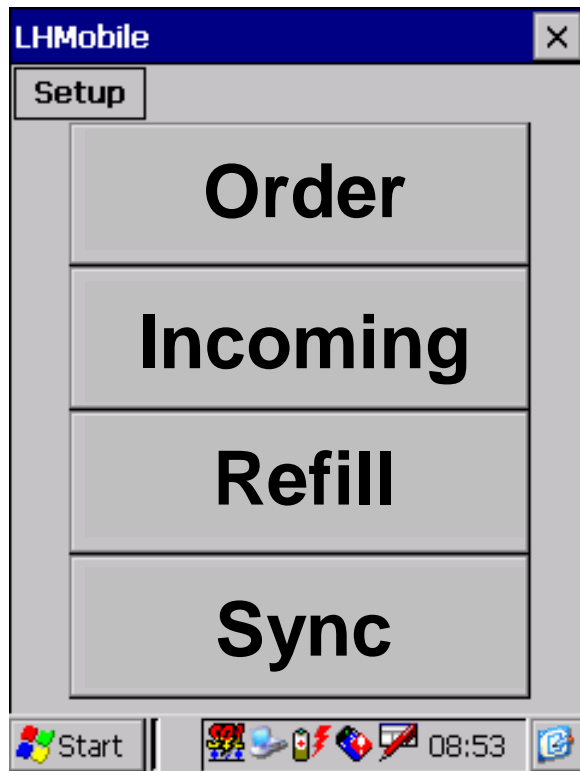 LHMobile
Setup
Order
Incoming
Refill
Sync
Start 08:53